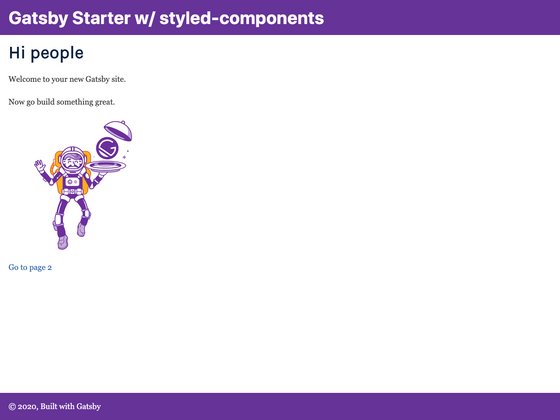 Gatsby Starter w/ styled-components
Hi people
Welcome to your new Gatsby site.
Now go build something great.
Go to page 2
© 2020, Built with Gatsby